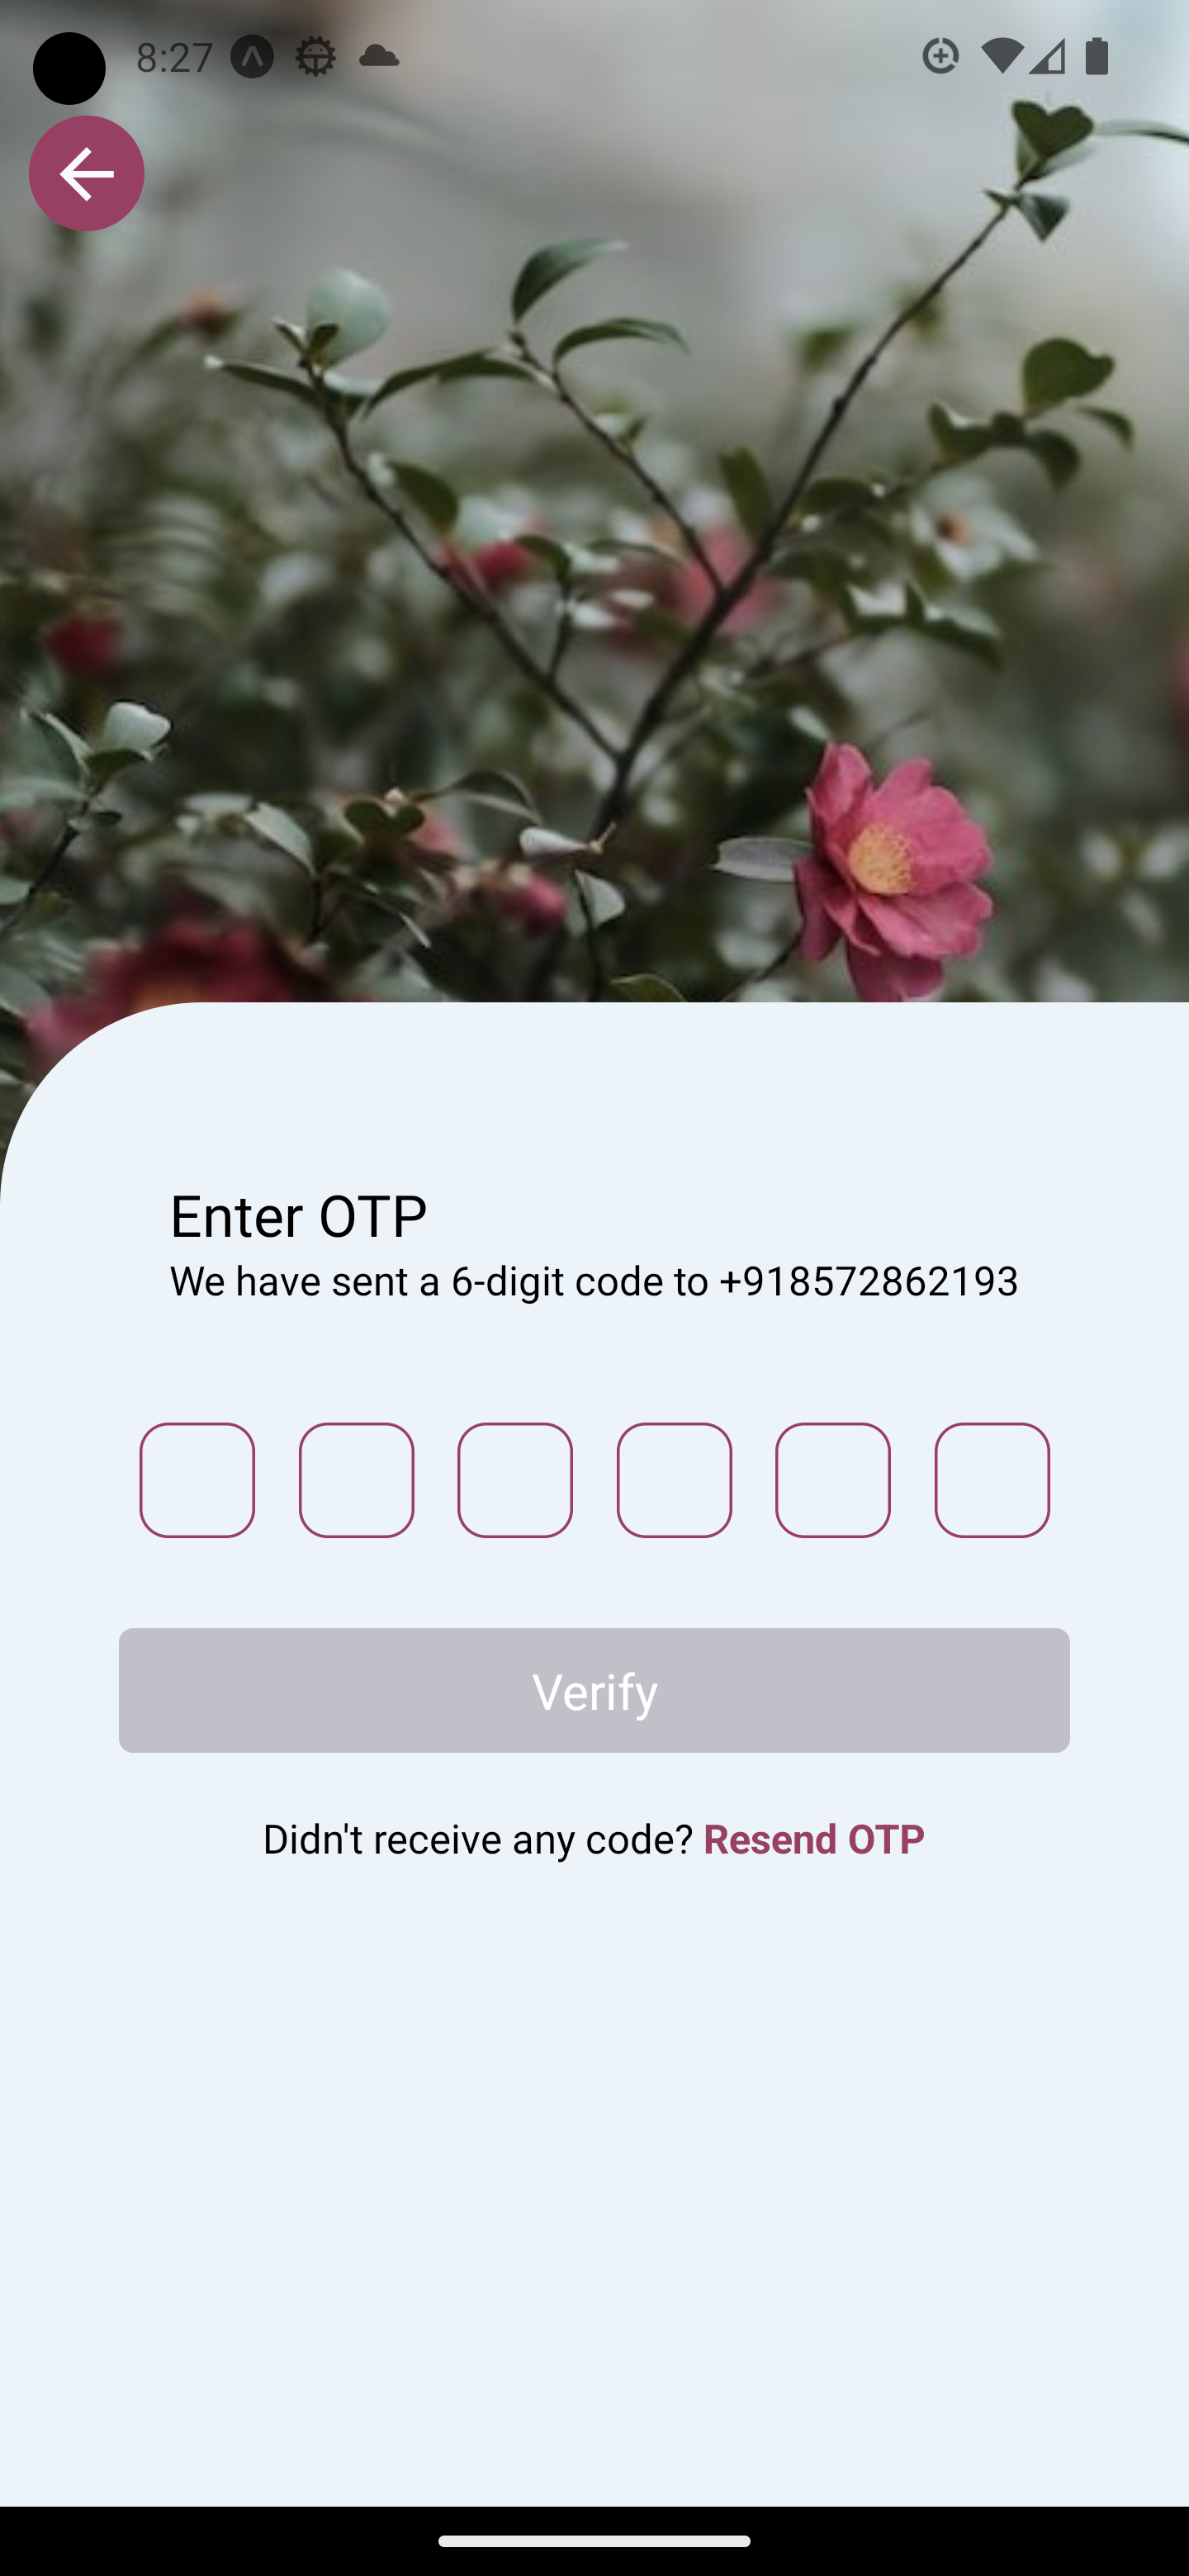 8:27
Enter OTP
We have sent a 6-digit code to +918572862193
Verify
Didn't receive any code? Resend OTP